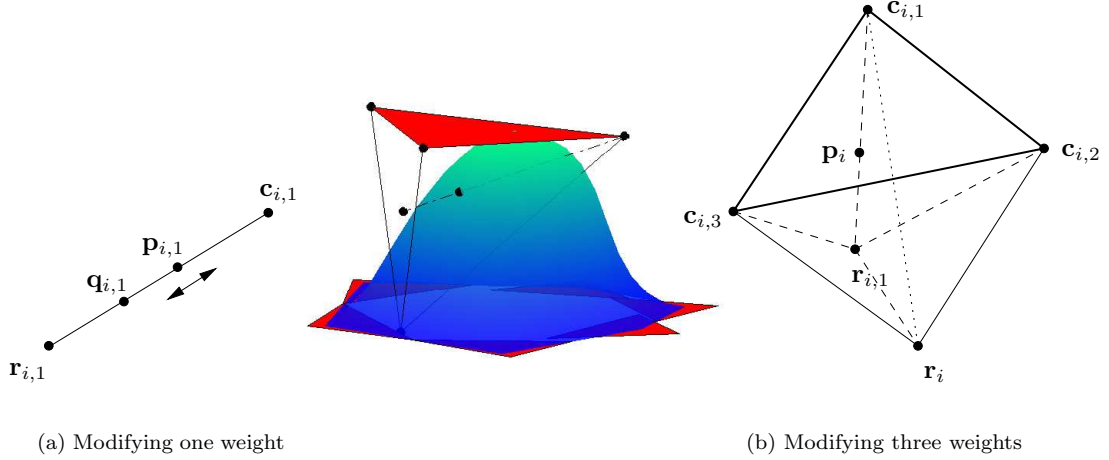 c_{i,1}
p_{i,1}
q_{i,1}
r_{i,1}
c_{i,1}
p_i
c_{i,2}
c_{i,3}
r_{i,1}
r_i
(a) Modifying one weight
(b) Modifying three weights